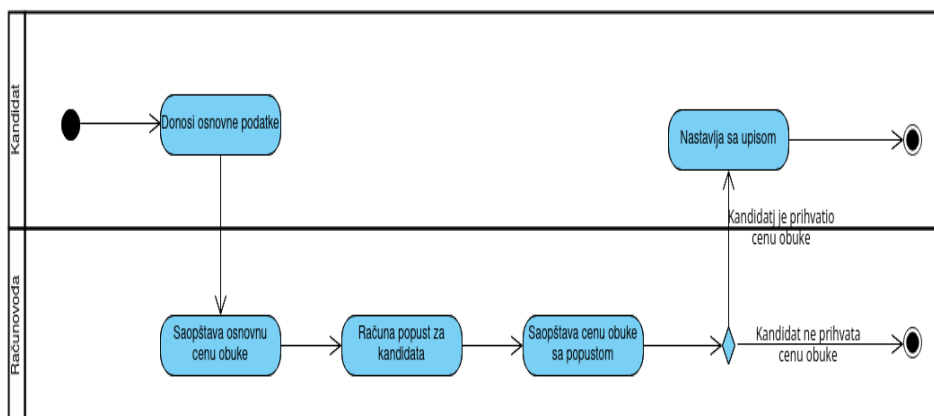 Kandidat
Donosi osnovne podatke
Nastavlja sa upisom
Kandidatj je prihvatio
cenu obuke
Računovođa
Saopštava osnovnu
cenu obuke
Računa popust za
kandidata
Saopštava cenu obuke
sa popustom
Kandidat ne prihvata
cenu obuke